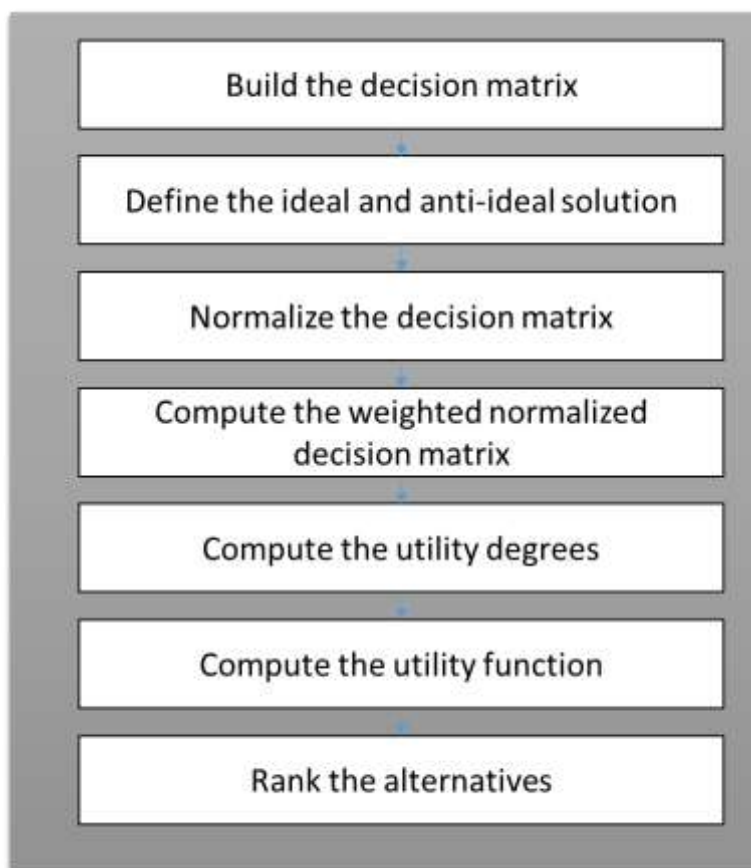 Build the decision matrix
Define the ideal and anti-ideal solution
Normalize the decision matrix
Compute the weighted normalized
decision matrix
Compute the utility degrees
Compute the utility function
Rank the alternatives